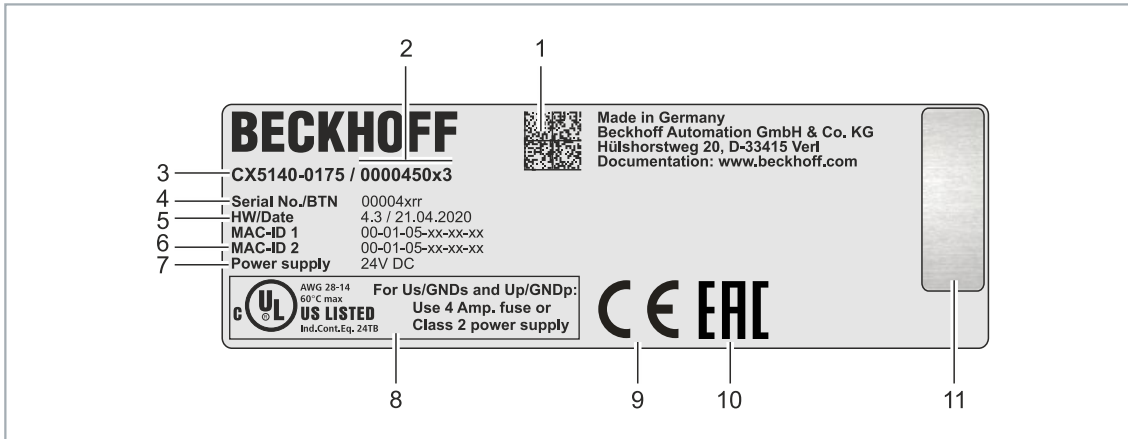 2
1
BECKHOFF
Made in Germany
Beckhoff Automation GmbH & Co. KG
Hülshorstweg 20, D-33415 Verl
Documentation: www.beckhoff.com
3
CX5140-0175 / 0000450x3
4
Serial No./BTN 00004xrr
5
HW/Date 4.3 / 21.04.2020
MAC-ID 1 00-01-05-xx-xx-xx
6
MAC-ID 2 00-01-05-xx-xx-xx
7
Power supply 24V DC
C UL ®
AWG 28-14
60°C max
US LISTED
Ind.Cont.Eq. 24TB
For Us/GNDs and Up/GNDp:
Use 4 Amp. fuse or
Class 2 power supply
CE
EAC
8
9
10
11